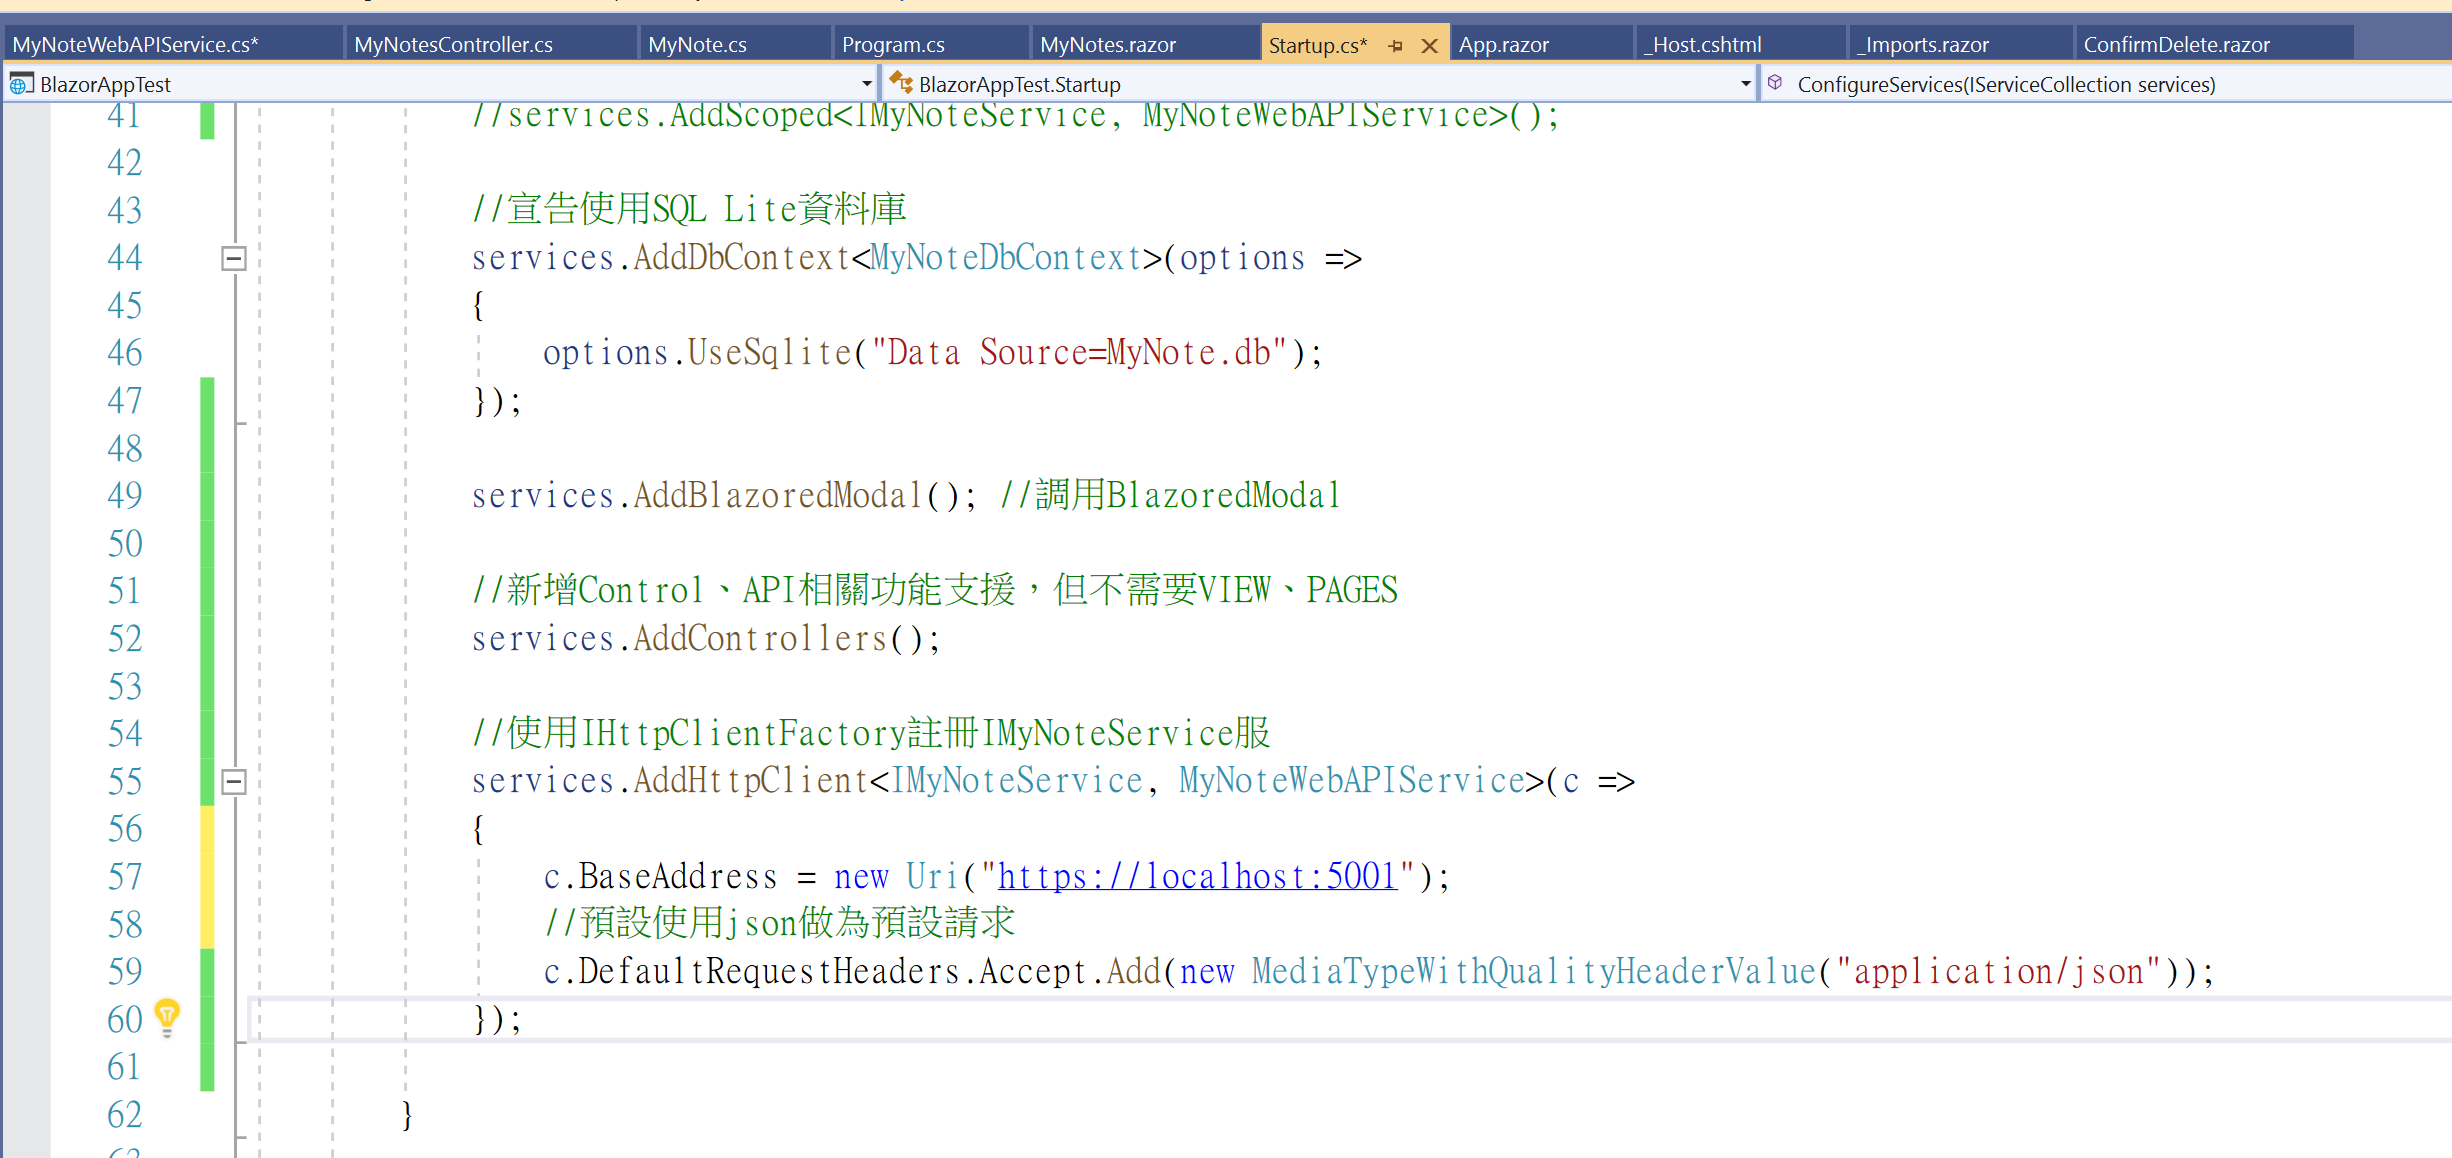 MyNoteWebAPIService.cs* MyNotesController.cs MyNote.cs Program.cs MyNotes.razor Startup.cs* App.razor _Host.cshtml _Imports.razor ConfirmDelete.razor
BlazorAppTest BlazorAppTest.Startup ConfigureServices(IServiceCollection services)
41 //services.AddScoped<IMyNoteService, MyNoteWebAPIService>();
42
43 //宣告使用SQL Lite資料庫
44 services.AddDbContext<MyNoteDbContext>(options =>
45 {
46 options.UseSqlite("Data Source=MyNote.db");
47 });
48
49 services.AddBlazoredModal(); //調用BlazoredModal
50
51 //新增Control、API相關功能支援，但不需要VIEW、PAGES
52 services.AddControllers();
53
54 //使用IHttpClientFactory註冊IMyNoteService服
55 services.AddHttpClient<IMyNoteService, MyNoteWebAPIService>(c =>
56 {
57 c.BaseAddress = new Uri("https://localhost:5001");
58 //預設使用json做為預設請求
59 c.DefaultRequestHeaders.Accept.Add(new MediaTypeWithQualityHeaderValue("application/json"));
60 });
61
62 }